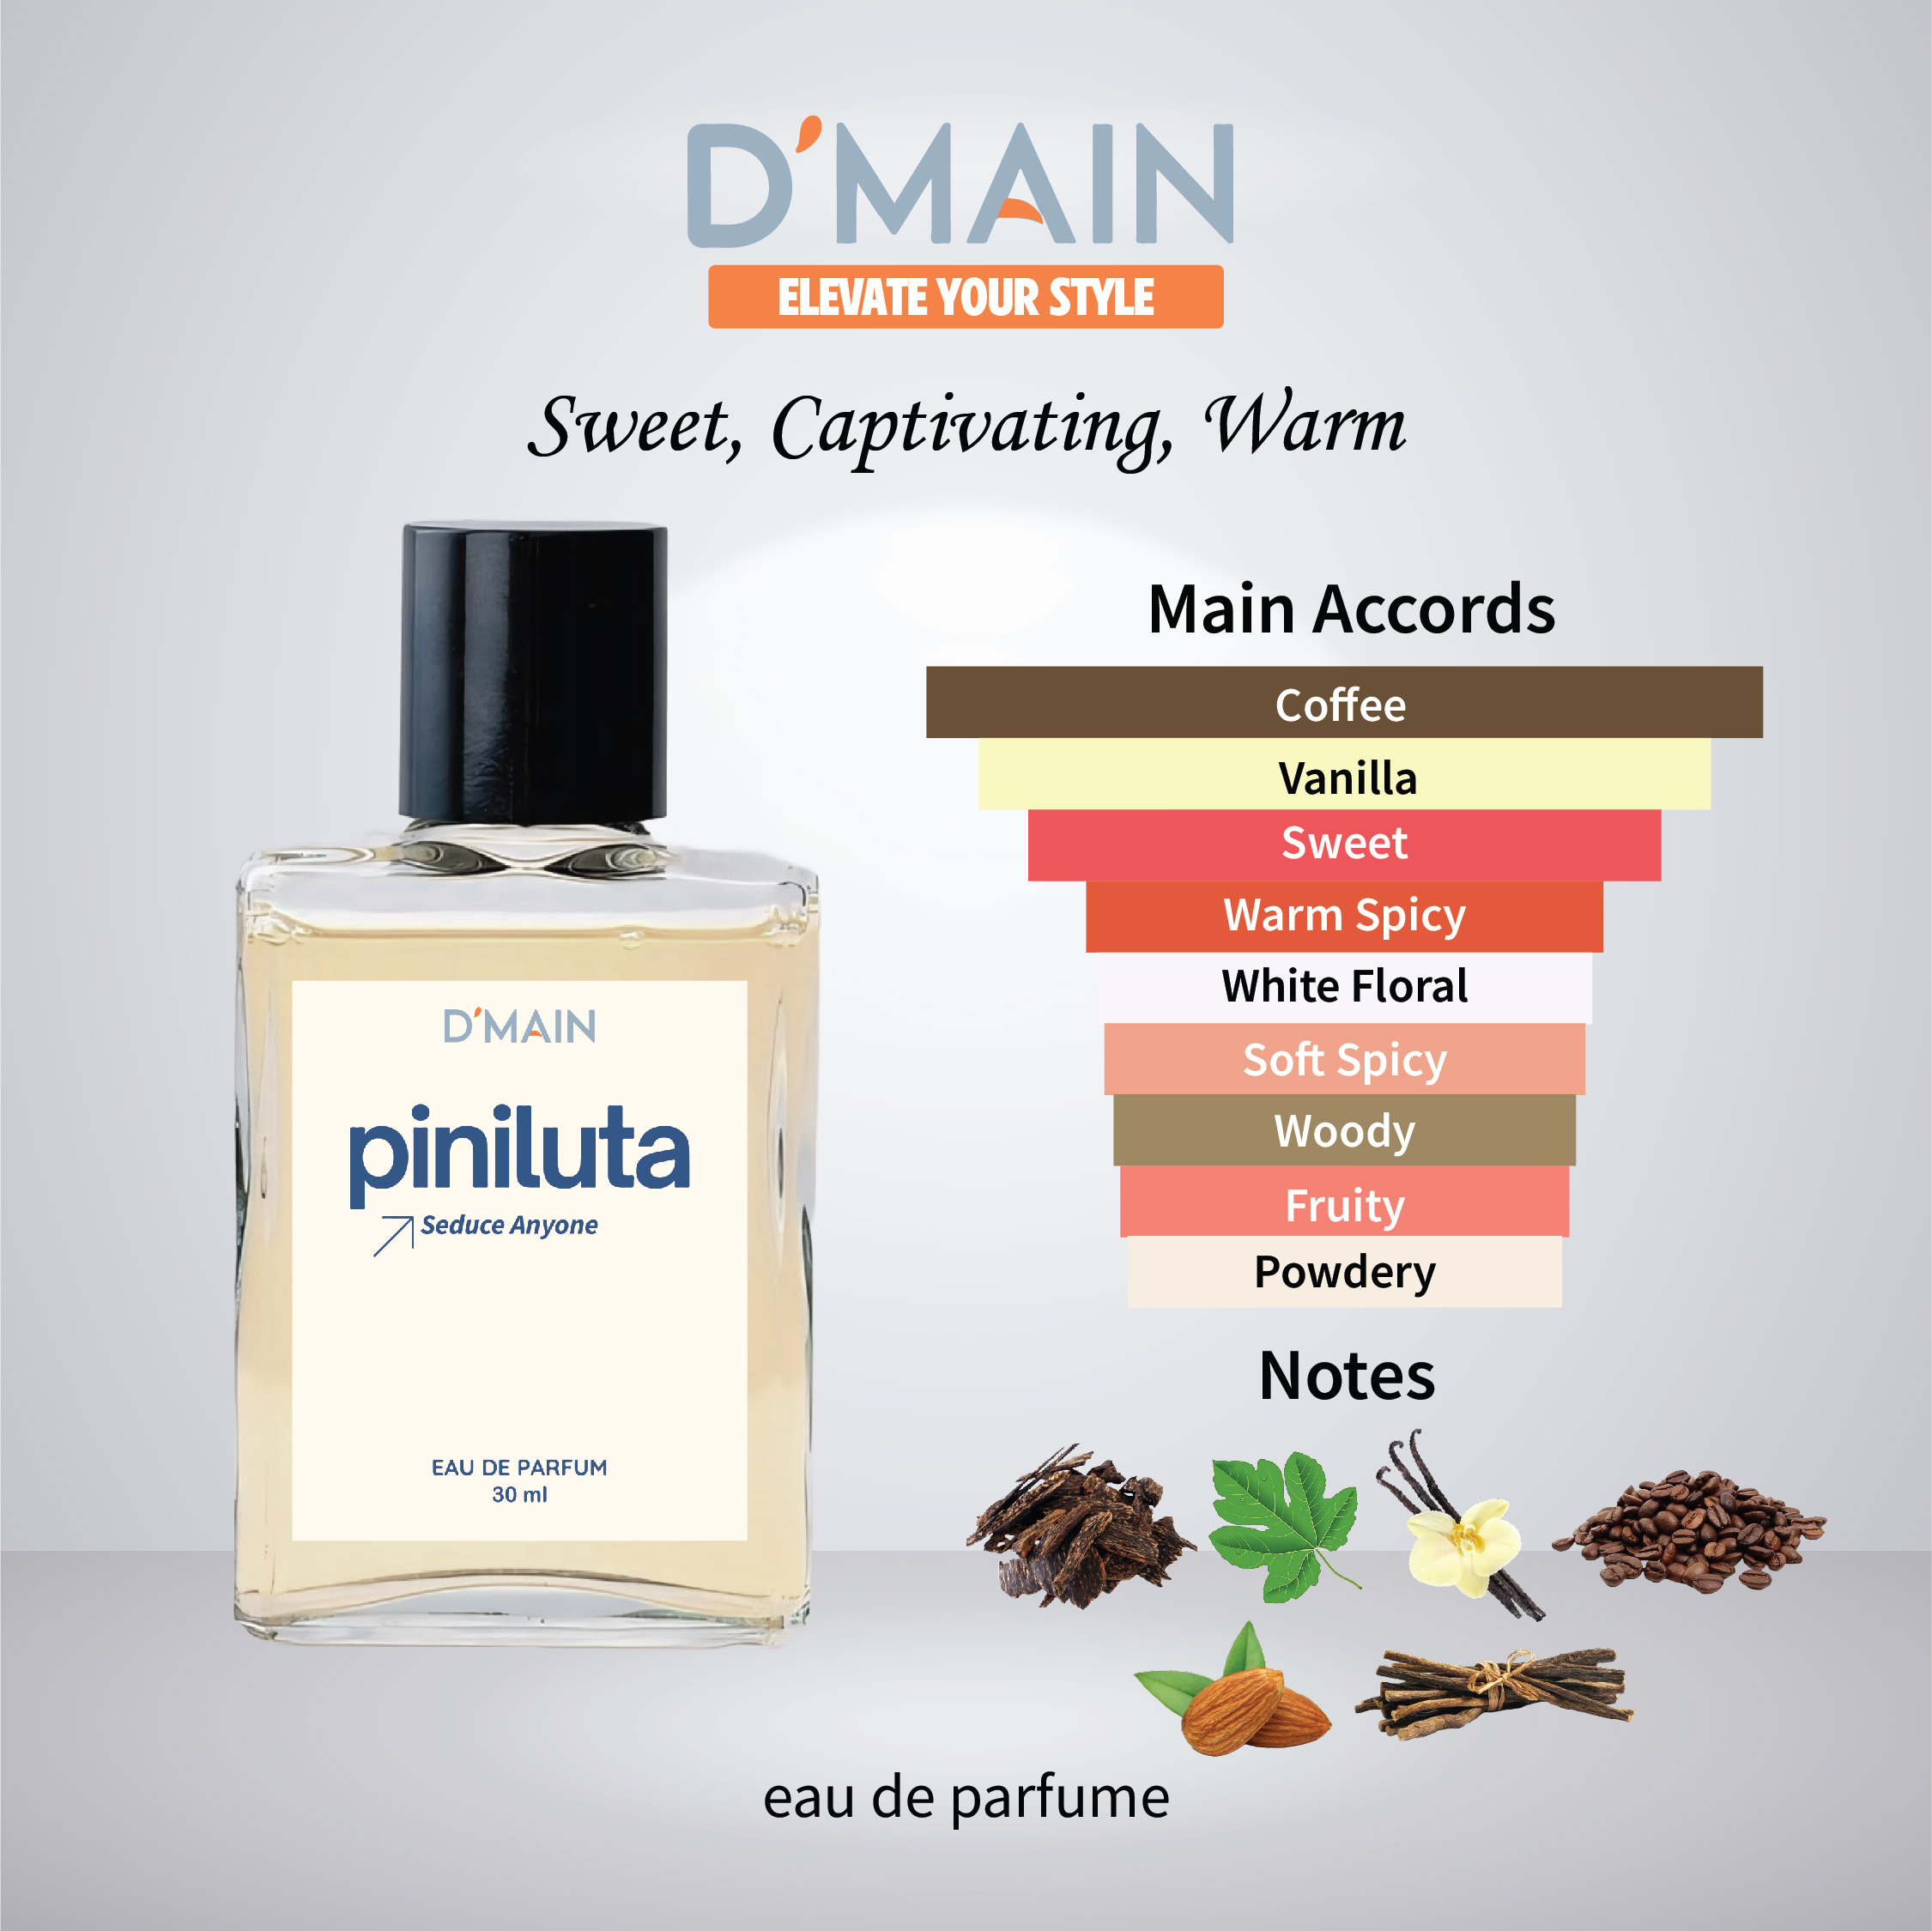 D'MAIN
ELEVATE YOUR STYLE
Sweet, Captivating, Warm
D'MAIN
piniluta
Seduce Anyone
EAU DE PARFUM
30 ml
Main Accords
Coffee
Vanilla
Sweet
Warm Spicy
White Floral
Soft Spicy
Woody
Fruity
Powdery
Notes
eau de parfume